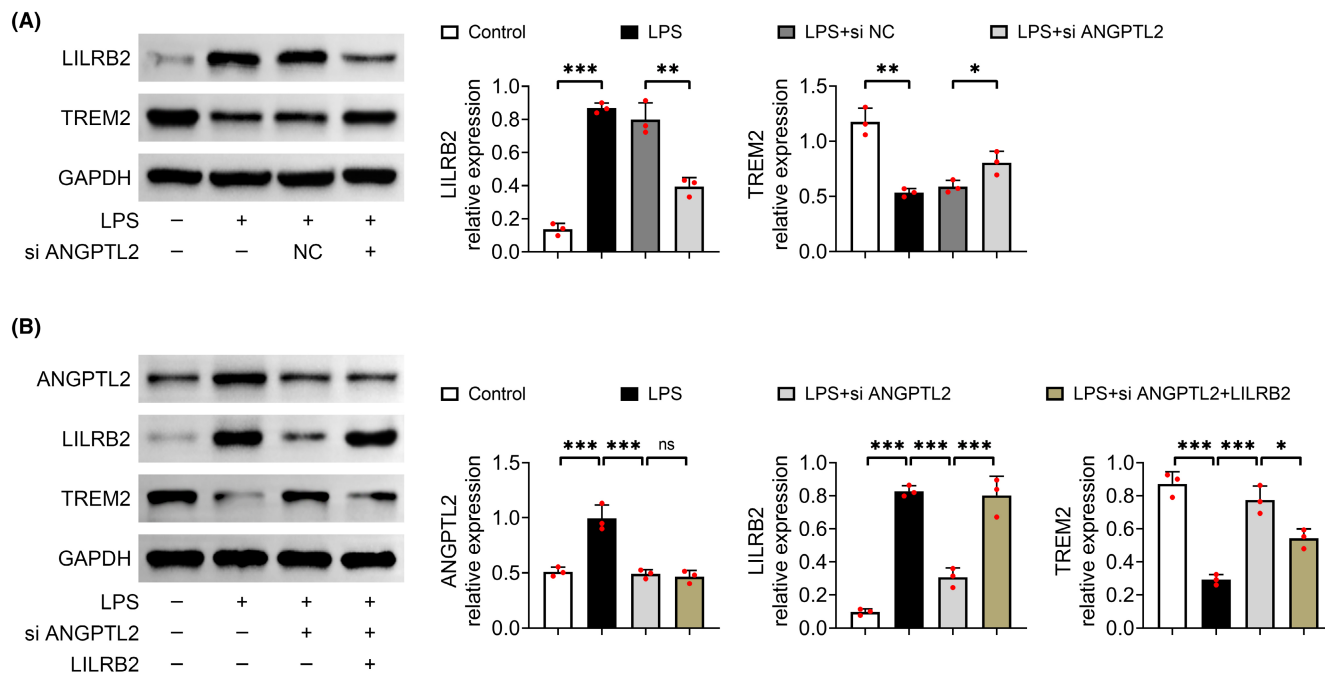 (A)
LILRB2
TREM2
GAPDH
LPS − + + +
si ANGPTL2 − − NC +
Control LPS LPS+si NC LPS+si ANGPTL2
LILRB2
relative expression
1.0
0.8
0.6
0.4
0.2
0.0
*** **
TREM2
relative expression
1.5
1.0
0.5
0.0
** *
(B)
ANGPTL2
LILRB2
TREM2
GAPDH
LPS − + + +
si ANGPTL2 − − + +
LILRB2 − − − +
Control LPS LPS+si ANGPTL2 LPS+si ANGPTL2+LILRB2
ANGPTL2
relative expression
1.5
1.0
0.5
0.0
*** *** ns
LILRB2
relative expression
1.0
0.8
0.6
0.4
0.2
0.0
*** *** ***
TREM2
relative expression
1.0
0.8
0.6
0.4
0.2
0.0
*** *** *